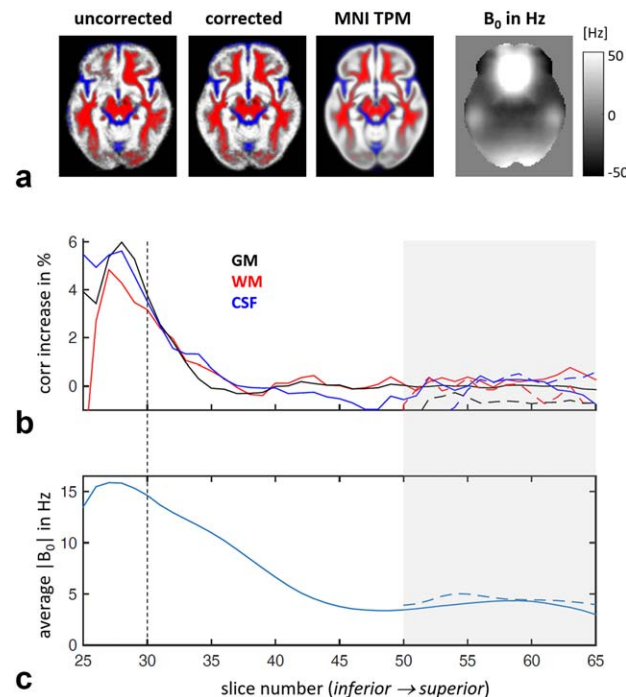 uncorrected corrected MNI TPM B0 in Hz
[Hz]
50
0
-50
a
6
4
2
0
corr increase in %
GM
WM
CSF
b
15
10
5
0
average |B0| in Hz
25 30 35 40 45 50 55 60 65
c
slice number (inferior → superior)